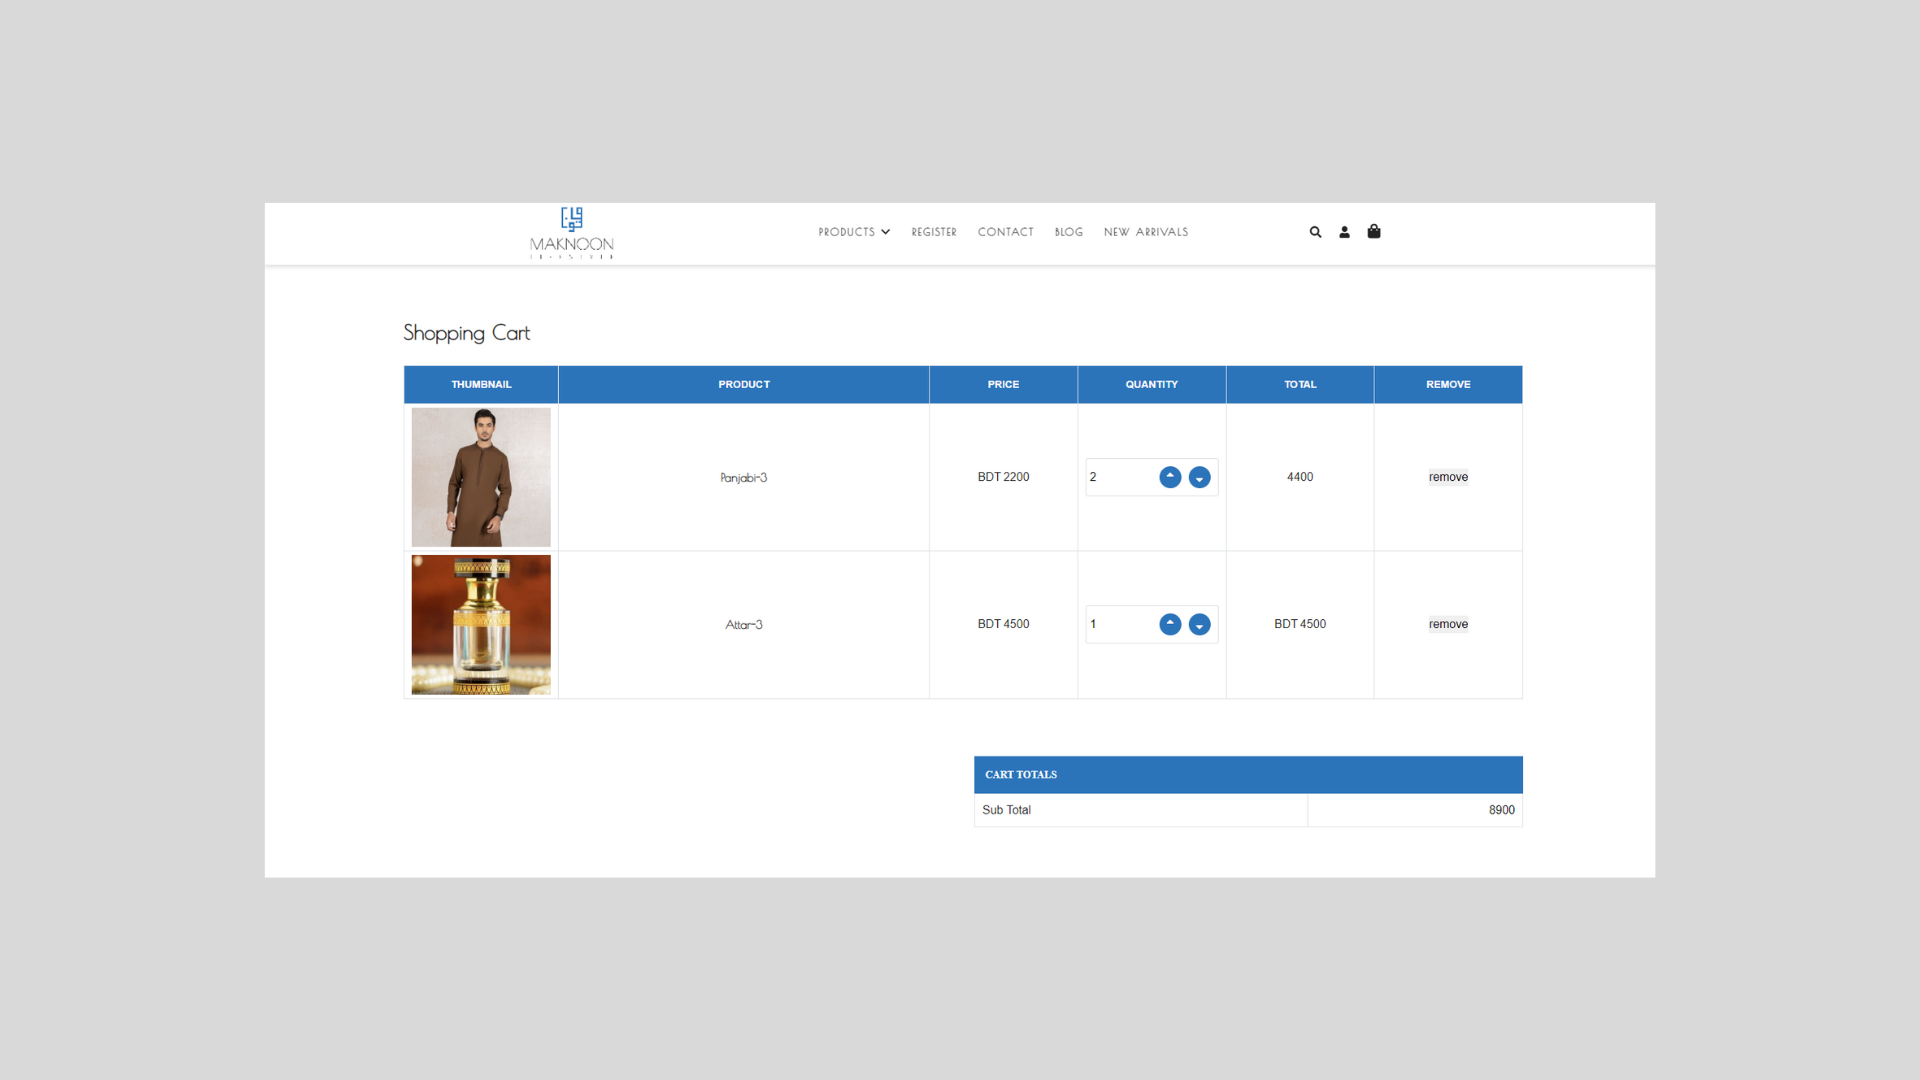 MAKNOON
PRODUCTS REGISTER CONTACT BLOG NEW ARRIVALS
Shopping Cart
THUMBNAIL PRODUCT PRICE QUANTITY TOTAL REMOVE
Panjabi-3 BDT 2200 2 4400 remove
Attar-3 BDT 4500 1 BDT 4500 remove
CART TOTALS
Sub Total 8900